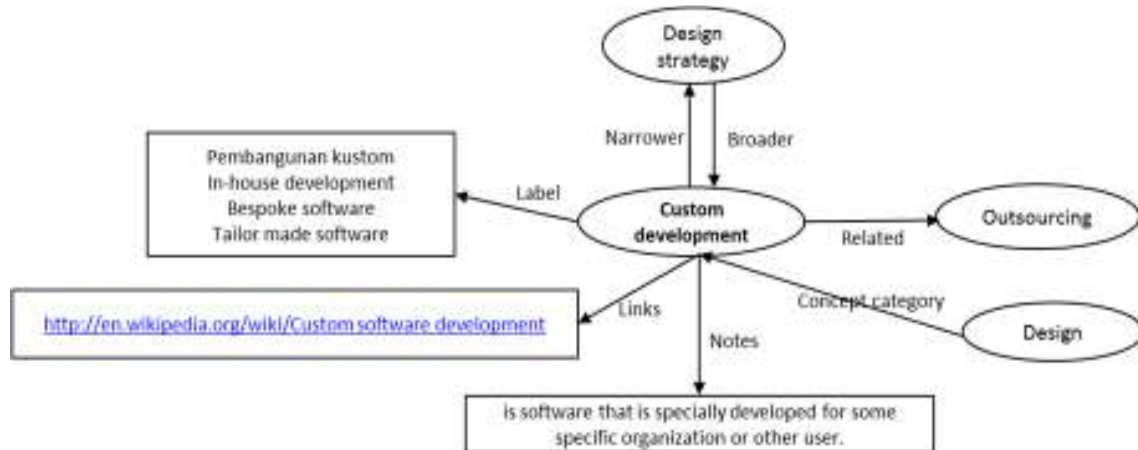 Design
strategy
Narrower
Broader
Pembangunan kustom
In-house development
Bespoke software
Tailor made software
Label
Custom
development
Related
Outsourcing
Links
http://en.wikipedia.org/wiki/Custom software development
Concept category
Design
Notes
is software that is specially developed for some
specific organization or other user.